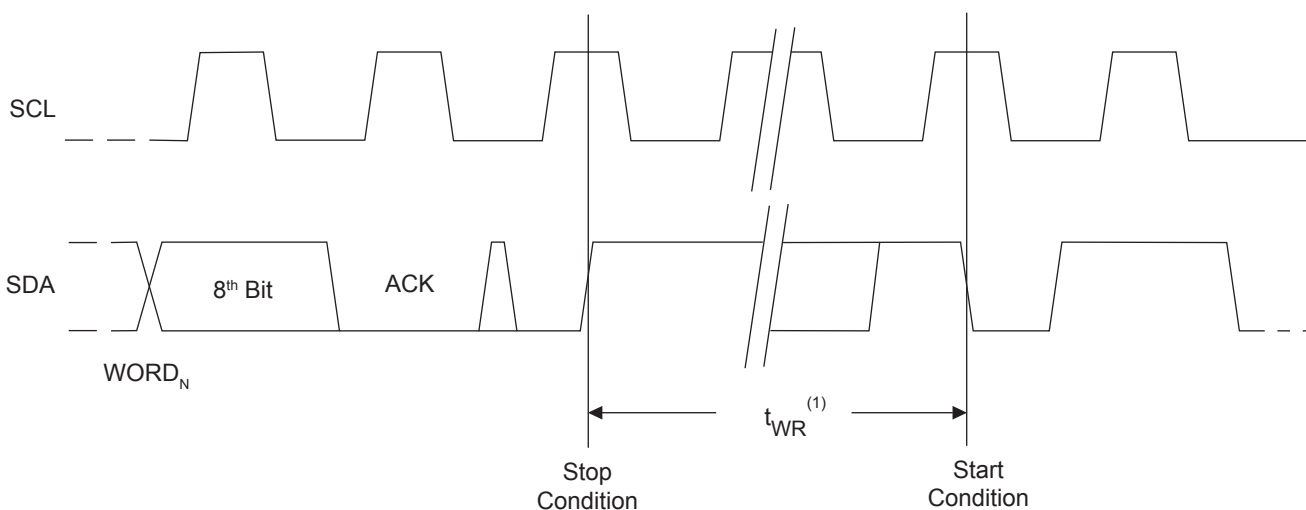 SCL
SDA
8th Bit
ACK
WORDN
tWR(1)
Stop
Condition
Start
Condition